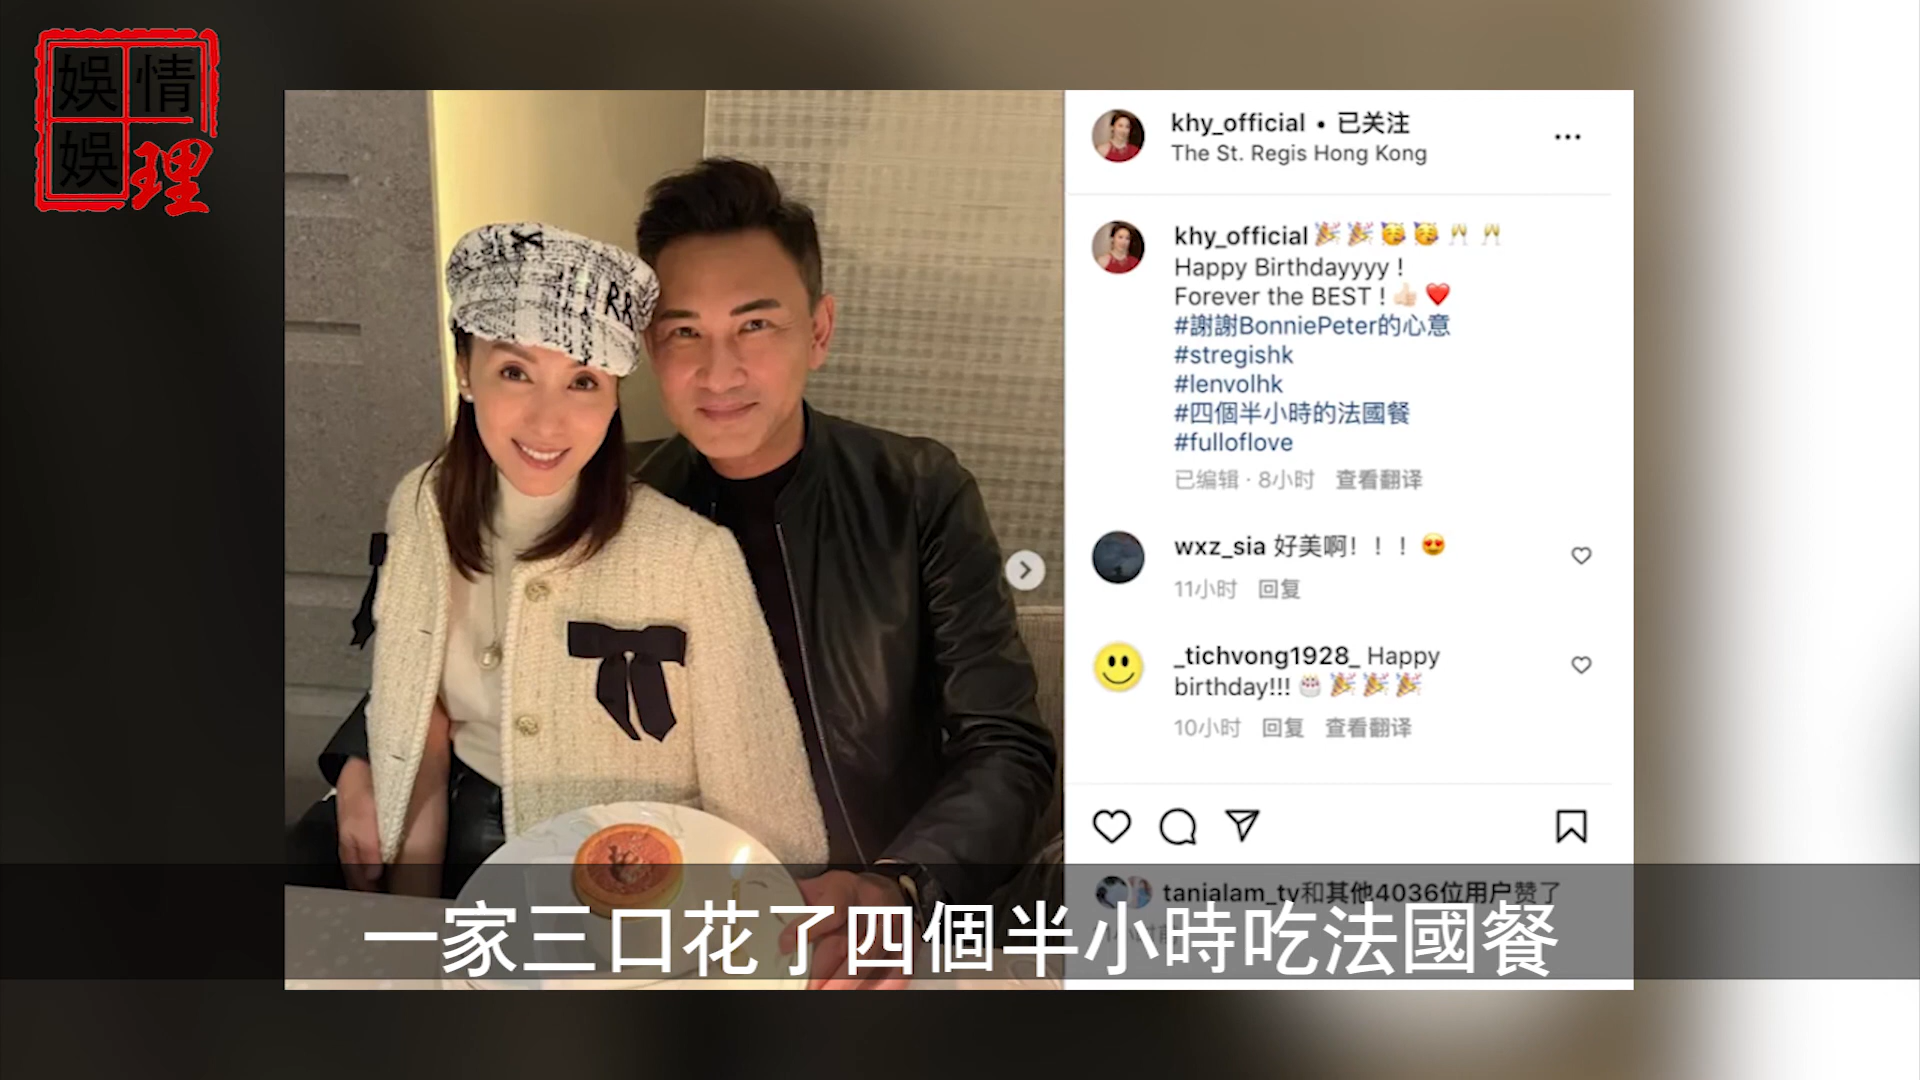 娛情
娛理
khy_official • 已关注
The St. Regis Hong Kong
khy_official
Happy Birthdayyyy !
Forever the BEST !
#謝謝BonniePeter的心意
#stregishk
#lenvolhk
#四個半小時的法國餐
#fulloflove
已编辑 · 8小时 查看翻译
wxz_sia 好美啊！！！
11小时 回复
_tichvong1928_ Happy
birthday!!!
10小时 回复 查看翻译
tanialam_tv和其他4036位用户赞了
一家三口花了四個半小時吃法國餐
RR